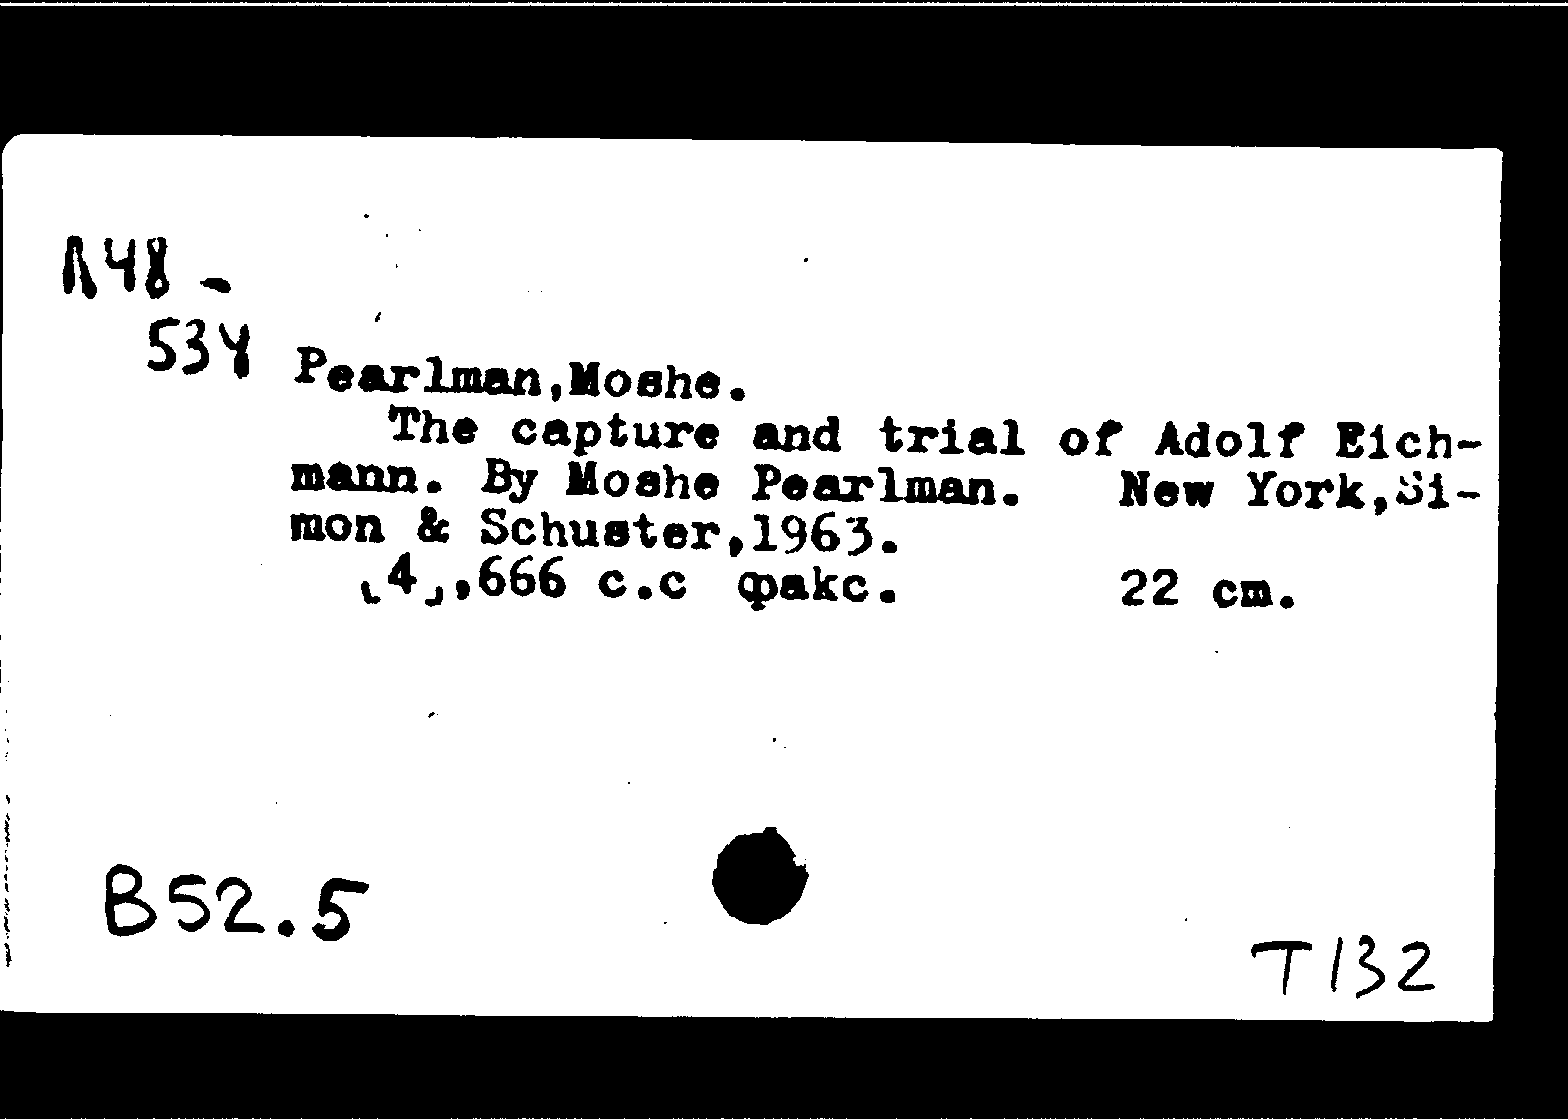 Л48-
534
Pearlman,Moshe.
The capture and trial of Adolf Eich-
mann. By Moshe Pearlman. New York,Si-
mon & Schuster,1963.
[4],666 с.с факс. 22 cm.
B52.5
T132